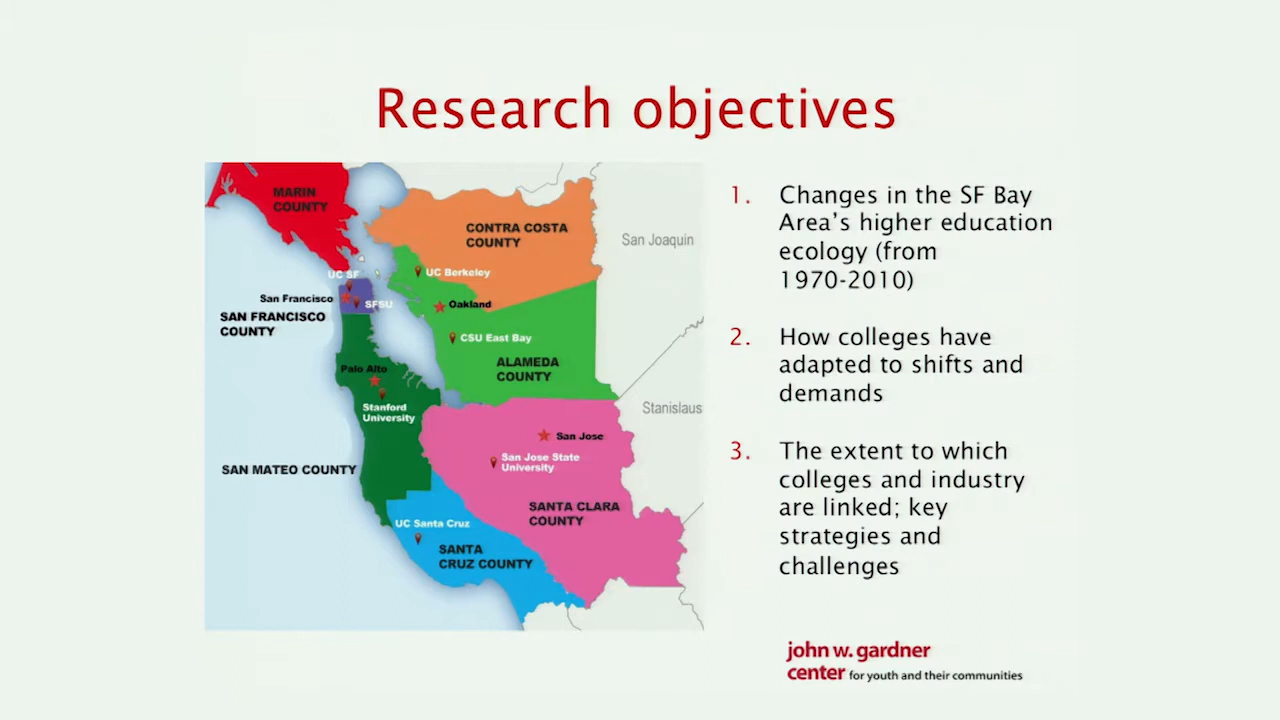 Research objectives
MARIN
COUNTY
CONTRA COSTA
COUNTY
San Joaquin
UC SF
UC Berkeley
San Francisco
SFSU
Oakland
SAN FRANCISCO
COUNTY
CSU East Bay
ALAMEDA
COUNTY
Palo Alto
Stanford
University
Stanislaus
San Jose
San Jose State
University
SAN MATEO COUNTY
SANTA CLARA
COUNTY
UC Santa Cruz
SANTA
CRUZ COUNTY
1. Changes in the SF Bay
Area’s higher education
ecology (from
1970-2010)
2. How colleges have
adapted to shifts and
demands
3. The extent to which
colleges and industry
are linked; key
strategies and
challenges
john w. gardner
center for youth and their communities